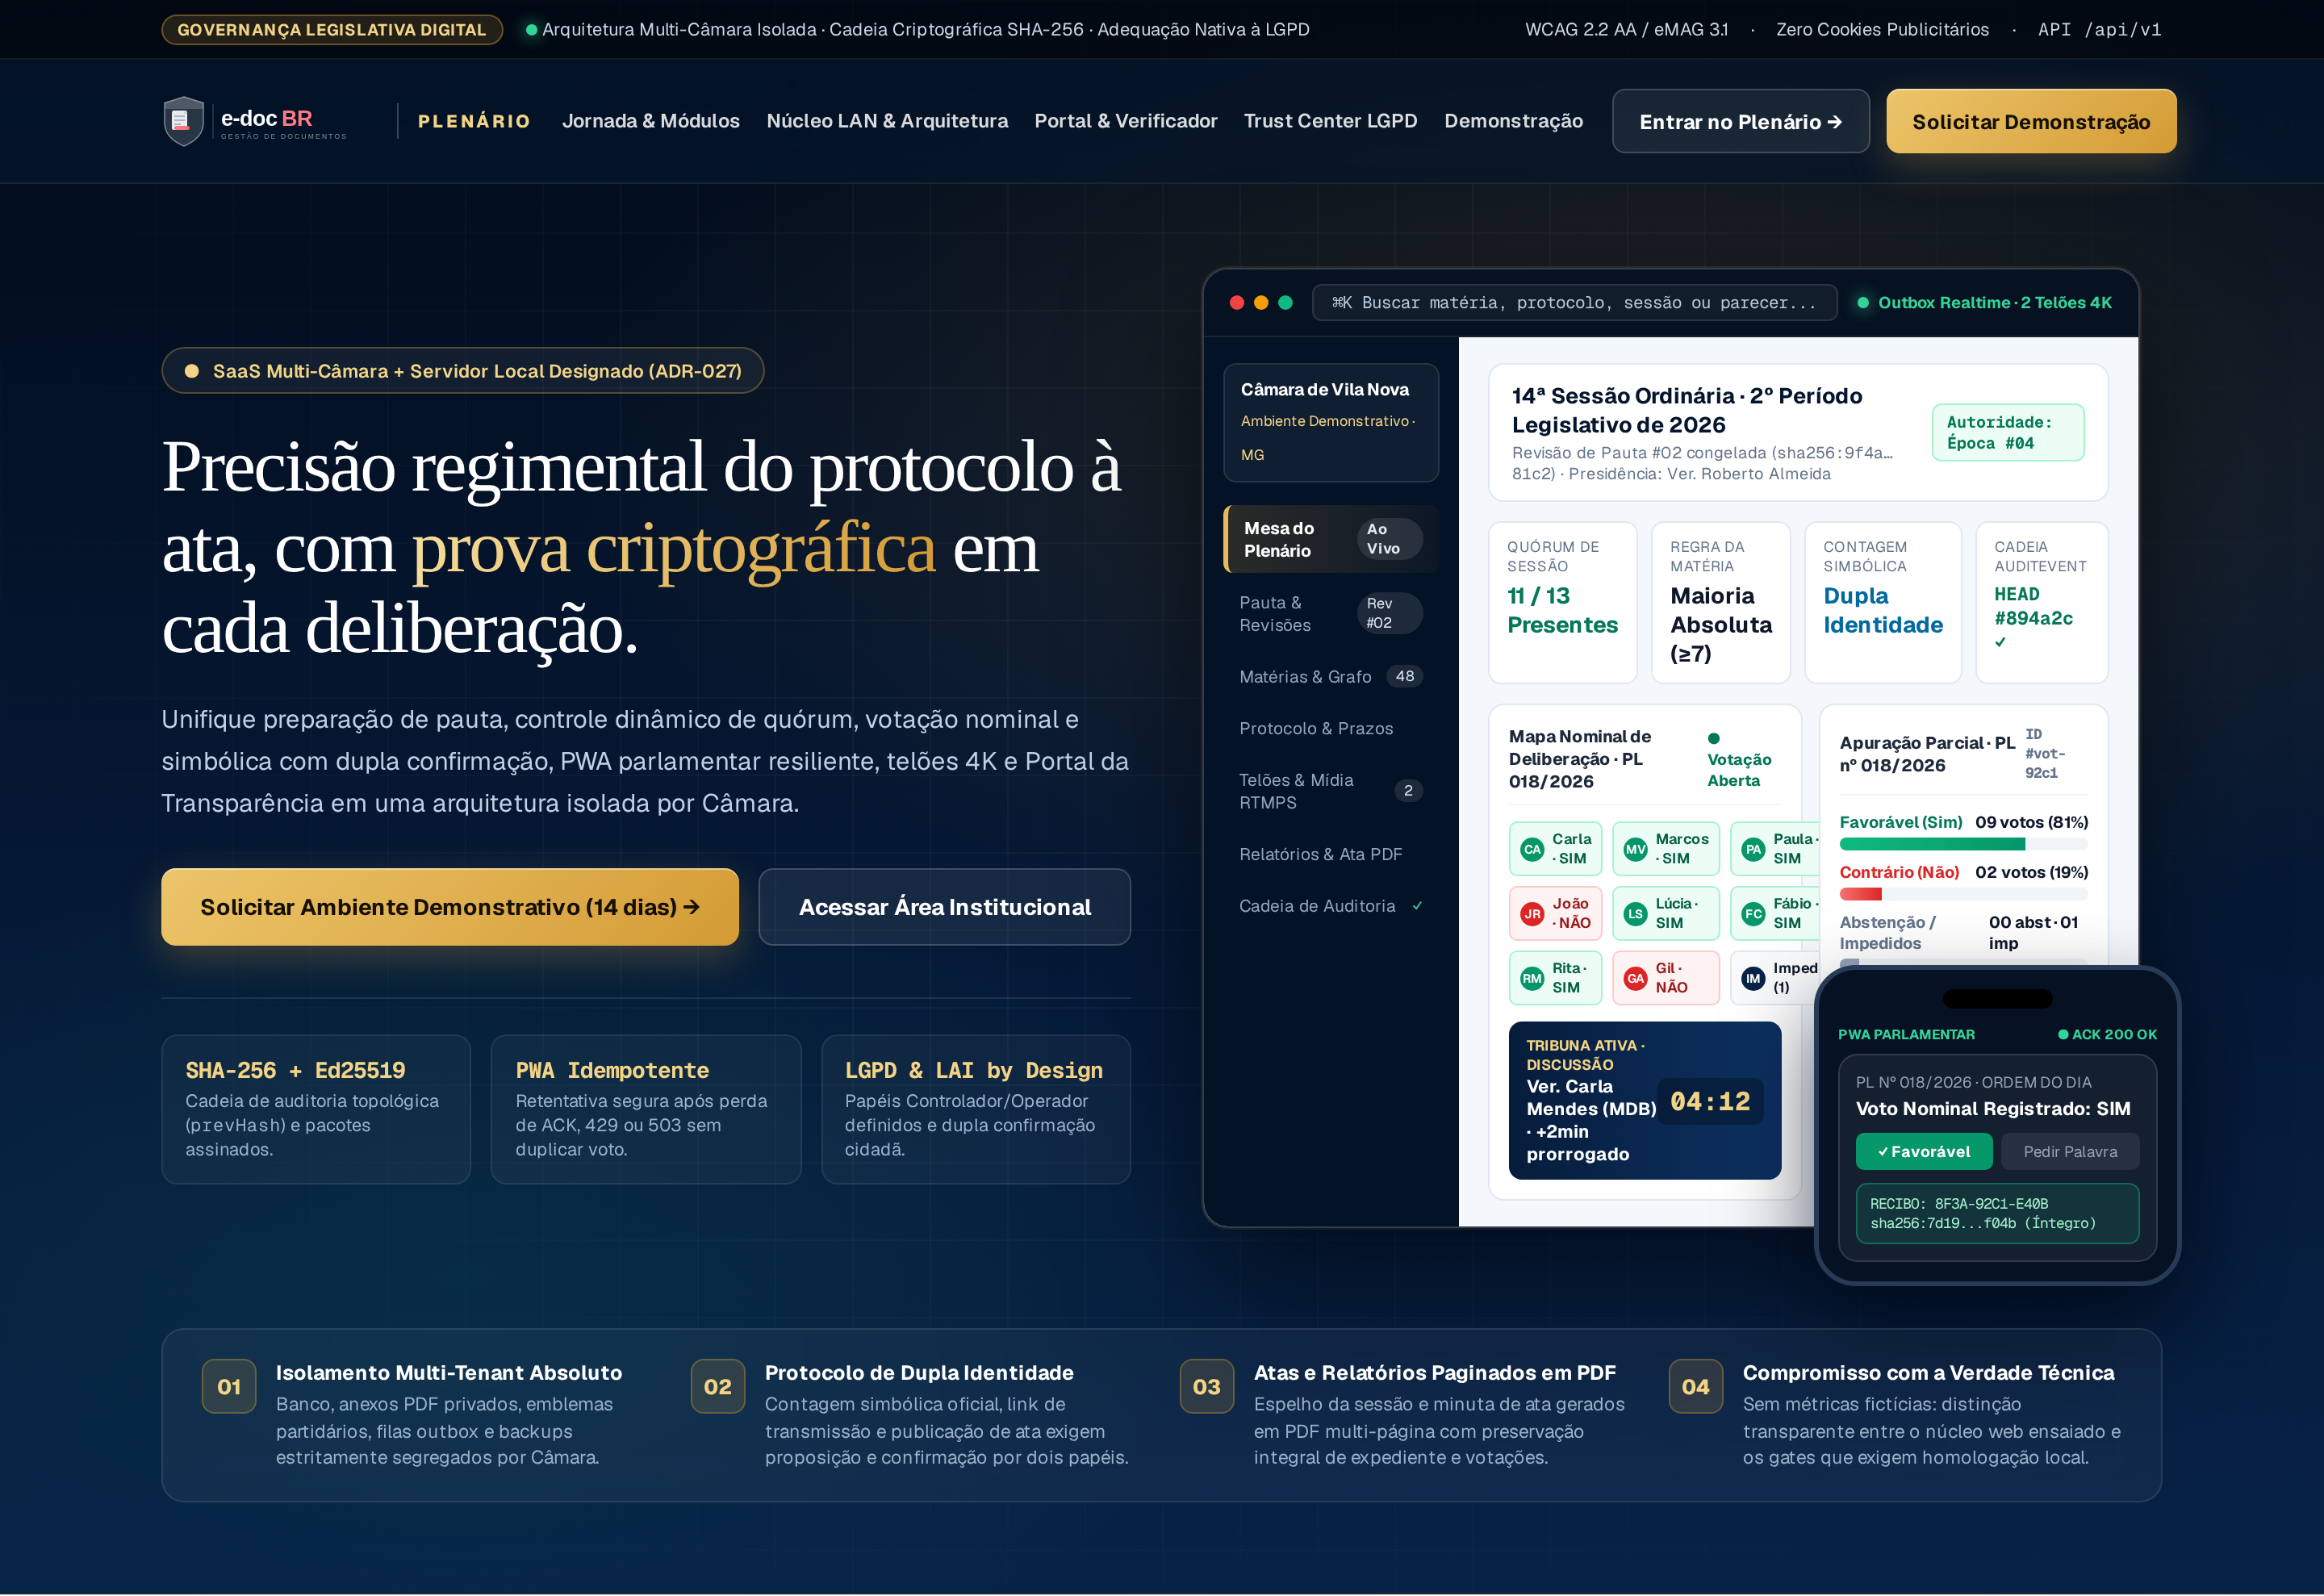 GOVERNANÇA LEGISLATIVA DIGITAL
Arquitetura Multi-Câmara Isolada · Cadeia Criptográfica SHA-256 · Adequação Nativa à LGPD
WCAG 2.2 AA / eMAG 3.1 · Zero Cookies Publicitários · API /api/v1
e-doc BR
GESTÃO DE DOCUMENTOS
PLENÁRIO
Jornada & Módulos
Núcleo LAN & Arquitetura
Portal & Verificador
Trust Center LGPD
Demonstração
Entrar no Plenário →
Solicitar Demonstração
SaaS Multi-Câmara + Servidor Local Designado (ADR-027)
Precisão regimental do protocolo à
ata, com prova criptográfica em
cada deliberação.
Unifique preparação de pauta, controle dinâmico de quórum, votação nominal e
simbólica com dupla confirmação, PWA parlamentar resiliente, telões 4K e Portal da
Transparência em uma arquitetura isolada por Câmara.
Solicitar Ambiente Demonstrativo (14 dias) →
Acessar Área Institucional
SHA-256 + Ed25519
Cadeia de auditoria topológica
(prevHash) e pacotes
assinados.
PWA Idempotente
Retentativa segura após perda
de ACK, 429 ou 503 sem
duplicar voto.
LGPD & LAI by Design
Papéis Controlador/Operador
definidos e dupla confirmação
cidadã.
⌘K Buscar matéria, protocolo, sessão ou parecer...
Outbox Realtime · 2 Telões 4K
Câmara de Vila Nova
Ambiente Demonstrativo ·
MG
Mesa do
Plenário
Ao
Vivo
Pauta &
Revisões
Rev
#02
Matérias & Grafo
48
Protocolo & Prazos
Telões & Mídia
RTMPS
2
Relatórios & Ata PDF
Cadeia de Auditoria ✓
14ª Sessão Ordinária · 2º Período
Legislativo de 2026
Revisão de Pauta #02 congelada (sha256:9f4a…
81c2) · Presidência: Ver. Roberto Almeida
Autoridade:
Época #04
QUÓRUM DE
SESSÃO
11 / 13
Presentes
REGRA DA
MATÉRIA
Maioria
Absoluta
(≥7)
CONTAGEM
SIMBÓLICA
Dupla
Identidade
CADEIA
AUDITEVENT
HEAD
#894a2c
✓
Mapa Nominal de
Deliberação · PL
018/2026
Votação
Aberta
CA Carla
· SIM
MV Marcos
· SIM
PA Paula ·
SIM
JR João
· NÃO
LS Lúcia ·
SIM
FC Fábio ·
SIM
RM Rita ·
SIM
GA Gil ·
NÃO
IM Imped
(1)
TRIBUNA ATIVA ·
DISCUSSÃO
Ver. Carla
Mendes (MDB)
· +2min
prorrogado
04:12
Apuração Parcial · PL
nº 018/2026
ID
#vot-
92c1
Favorável (Sim) 09 votos (81%)
Contrário (Não) 02 votos (19%)
Abstenção /
Impedidos
00 abst · 01
imp
PWA PARLAMENTAR
ACK 200 OK
PL Nº 018/2026 · ORDEM DO DIA
Voto Nominal Registrado: SIM
✓ Favorável
Pedir Palavra
RECIBO: 8F3A-92C1-E40B
sha256:7d19...f04b (Íntegro)
01
Isolamento Multi-Tenant Absoluto
Banco, anexos PDF privados, emblemas
partidários, filas outbox e backups
estritamente segregados por Câmara.
02
Protocolo de Dupla Identidade
Contagem simbólica oficial, link de
transmissão e publicação de ata exigem
proposição e confirmação por dois papéis.
03
Atas e Relatórios Paginados em PDF
Espelho da sessão e minuta de ata gerados
em PDF multi-página com preservação
integral de expediente e votações.
04
Compromisso com a Verdade Técnica
Sem métricas fictícias: distinção
transparente entre o núcleo web ensaiado e
os gates que exigem homologação local.